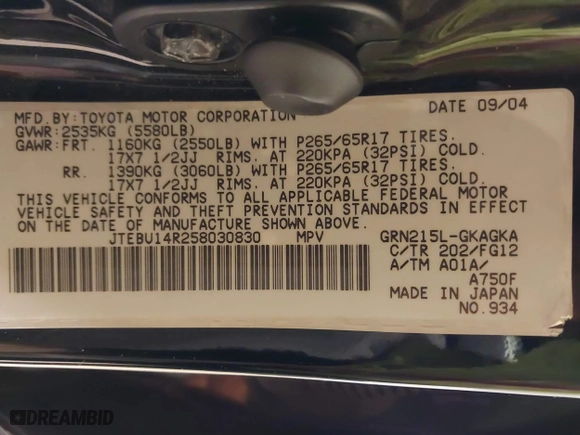 MFD.BY:TOYOTA MOTOR CORPORATION DATE 09/04
GVWR:2535KG (5580LB)
GAWR:FRT. 1160KG (2550LB) WITH P265/65R17 TIRES.
17X7 1/2JJ RIMS. AT 220KPA (32PSI) COLD.
RR. 1390KG (3060LB) WITH P265/65R17 TIRES.
17X7 1/2JJ RIMS. AT 220KPA (32PSI) COLD.
THIS VEHICLE CONFORMS TO ALL APPLICABLE FEDERAL MOTOR
VEHICLE SAFETY AND THEFT PREVENTION STANDARDS IN EFFECT
ON THE DATE OF MANUFACTURE SHOWN ABOVE.
JTEBU14R258030830 MPV GRN215L-GKAGKA
C/TR 202/FG12
A/TM A01A/
A750F
MADE IN JAPAN
NO.934
DREAMBID